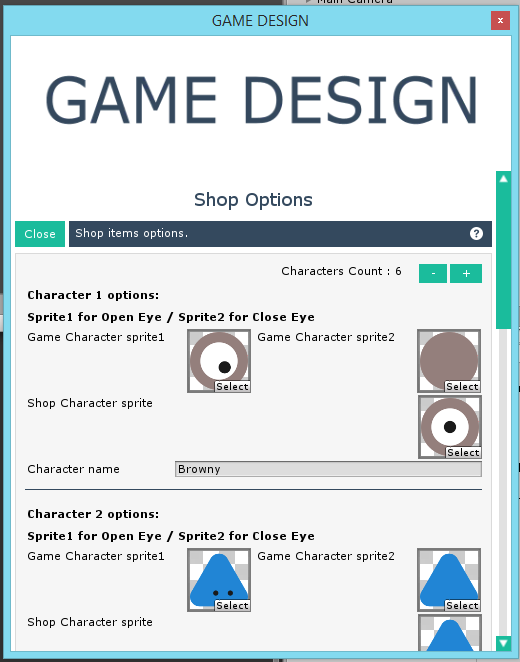 Main Camera
GAME DESIGN
x
GAME DESIGN
Shop Options
Close
Shop items options.
?
Characters Count : 6
-
+
Character 1 options:
Sprite1 for Open Eye / Sprite2 for Close Eye
Game Character sprite1
Select
Game Character sprite2
Select
Shop Character sprite
Select
Character name
Browny
Character 2 options:
Sprite1 for Open Eye / Sprite2 for Close Eye
Game Character sprite1
Select
Game Character sprite2
Select
Shop Character sprite